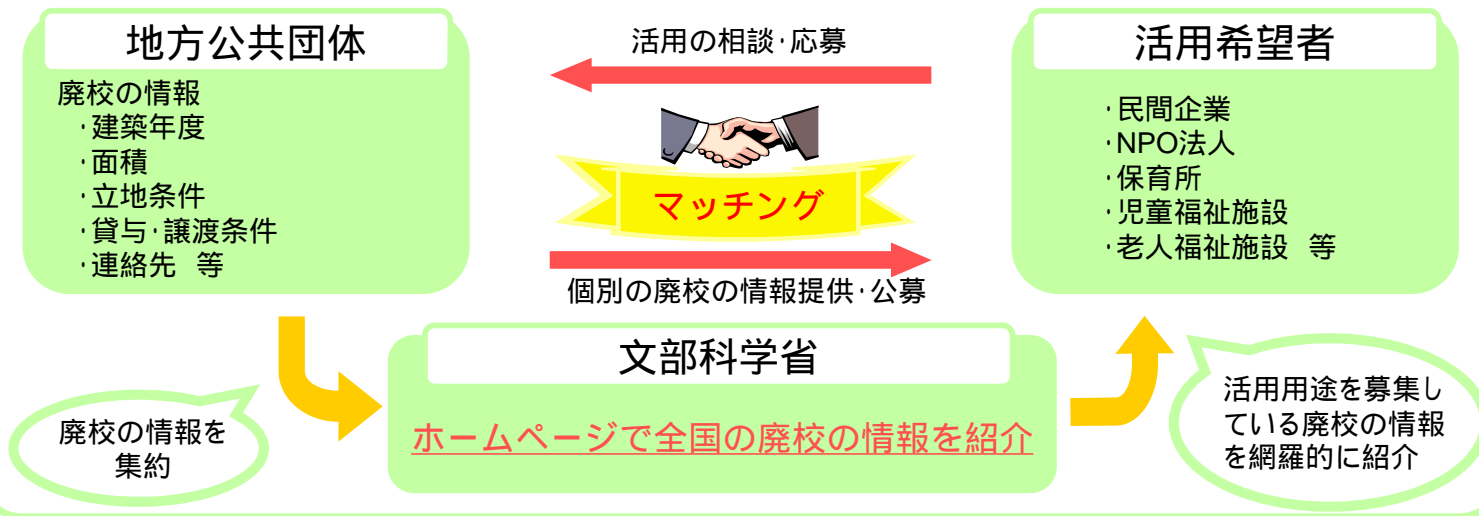 地方公共団体
廃校の情報
・建築年度
・面積
・立地条件
・貸与・譲渡条件
・連絡先 等
活用の相談・応募
マッチング
個別の廃校の情報提供・公募
活用希望者
・民間企業
・NPO法人
・保育所
・児童福祉施設
・老人福祉施設 等
廃校の情報を
集約
文部科学省
ホームページで全国の廃校の情報を紹介
活用用途を募集し
ている廃校の情報
を網羅的に紹介